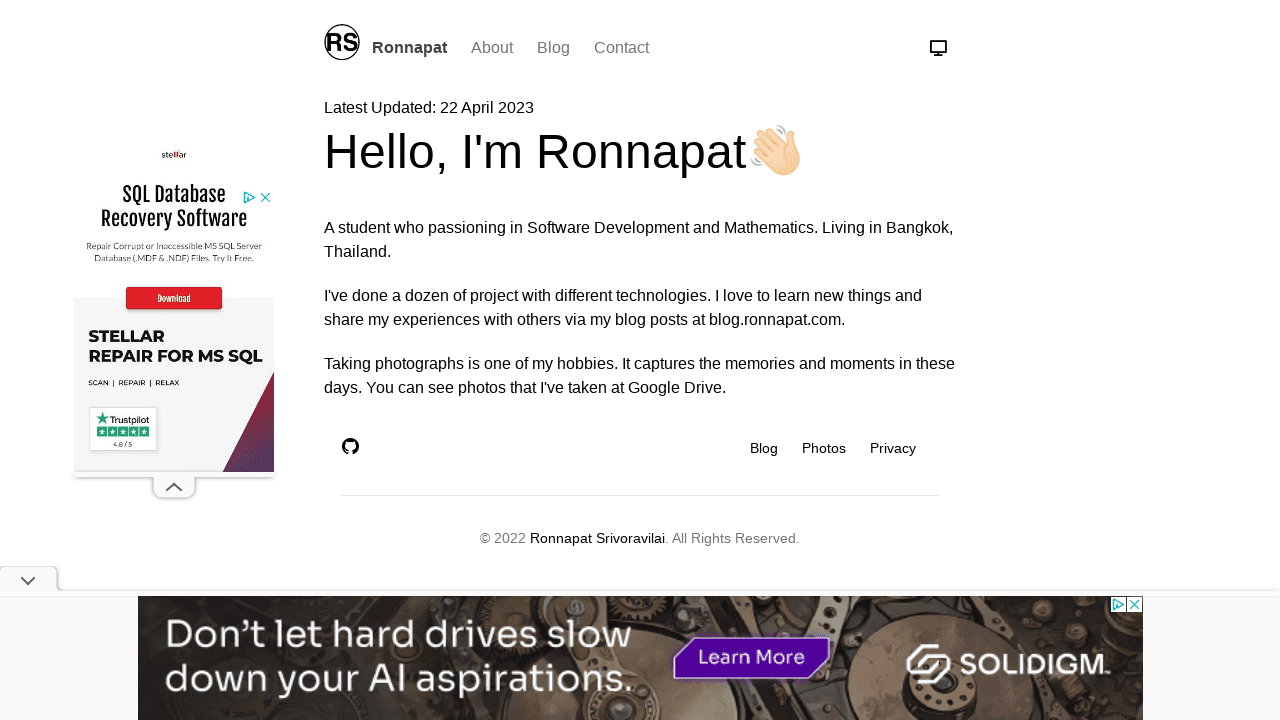 RS
Ronnapat
About
Blog
Contact
Latest Updated: 22 April 2023
Hello, I'm Ronnapat👋🏻
A student who passioning in Software Development and Mathematics. Living in Bangkok,
Thailand.
I've done a dozen of project with different technologies. I love to learn new things and
share my experiences with others via my blog posts at blog.ronnapat.com.
Taking photographs is one of my hobbies. It captures the memories and moments in these
days. You can see photos that I've taken at Google Drive.
Blog
Photos
Privacy
© 2022 Ronnapat Srivoravilai. All Rights Reserved.
stellar
SQL Database
Recovery Software
Repair Corrupt or Inaccessible MS SQL Server
Database (.MDF & .NDF) Files. Try It Free.
Download
STELLAR
REPAIR FOR MS SQL
SCAN | REPAIR | RELAX
Trustpilot
4.8 / 5
Don't let hard drives slow
down your AI aspirations.
Learn More
SOLIDIGM